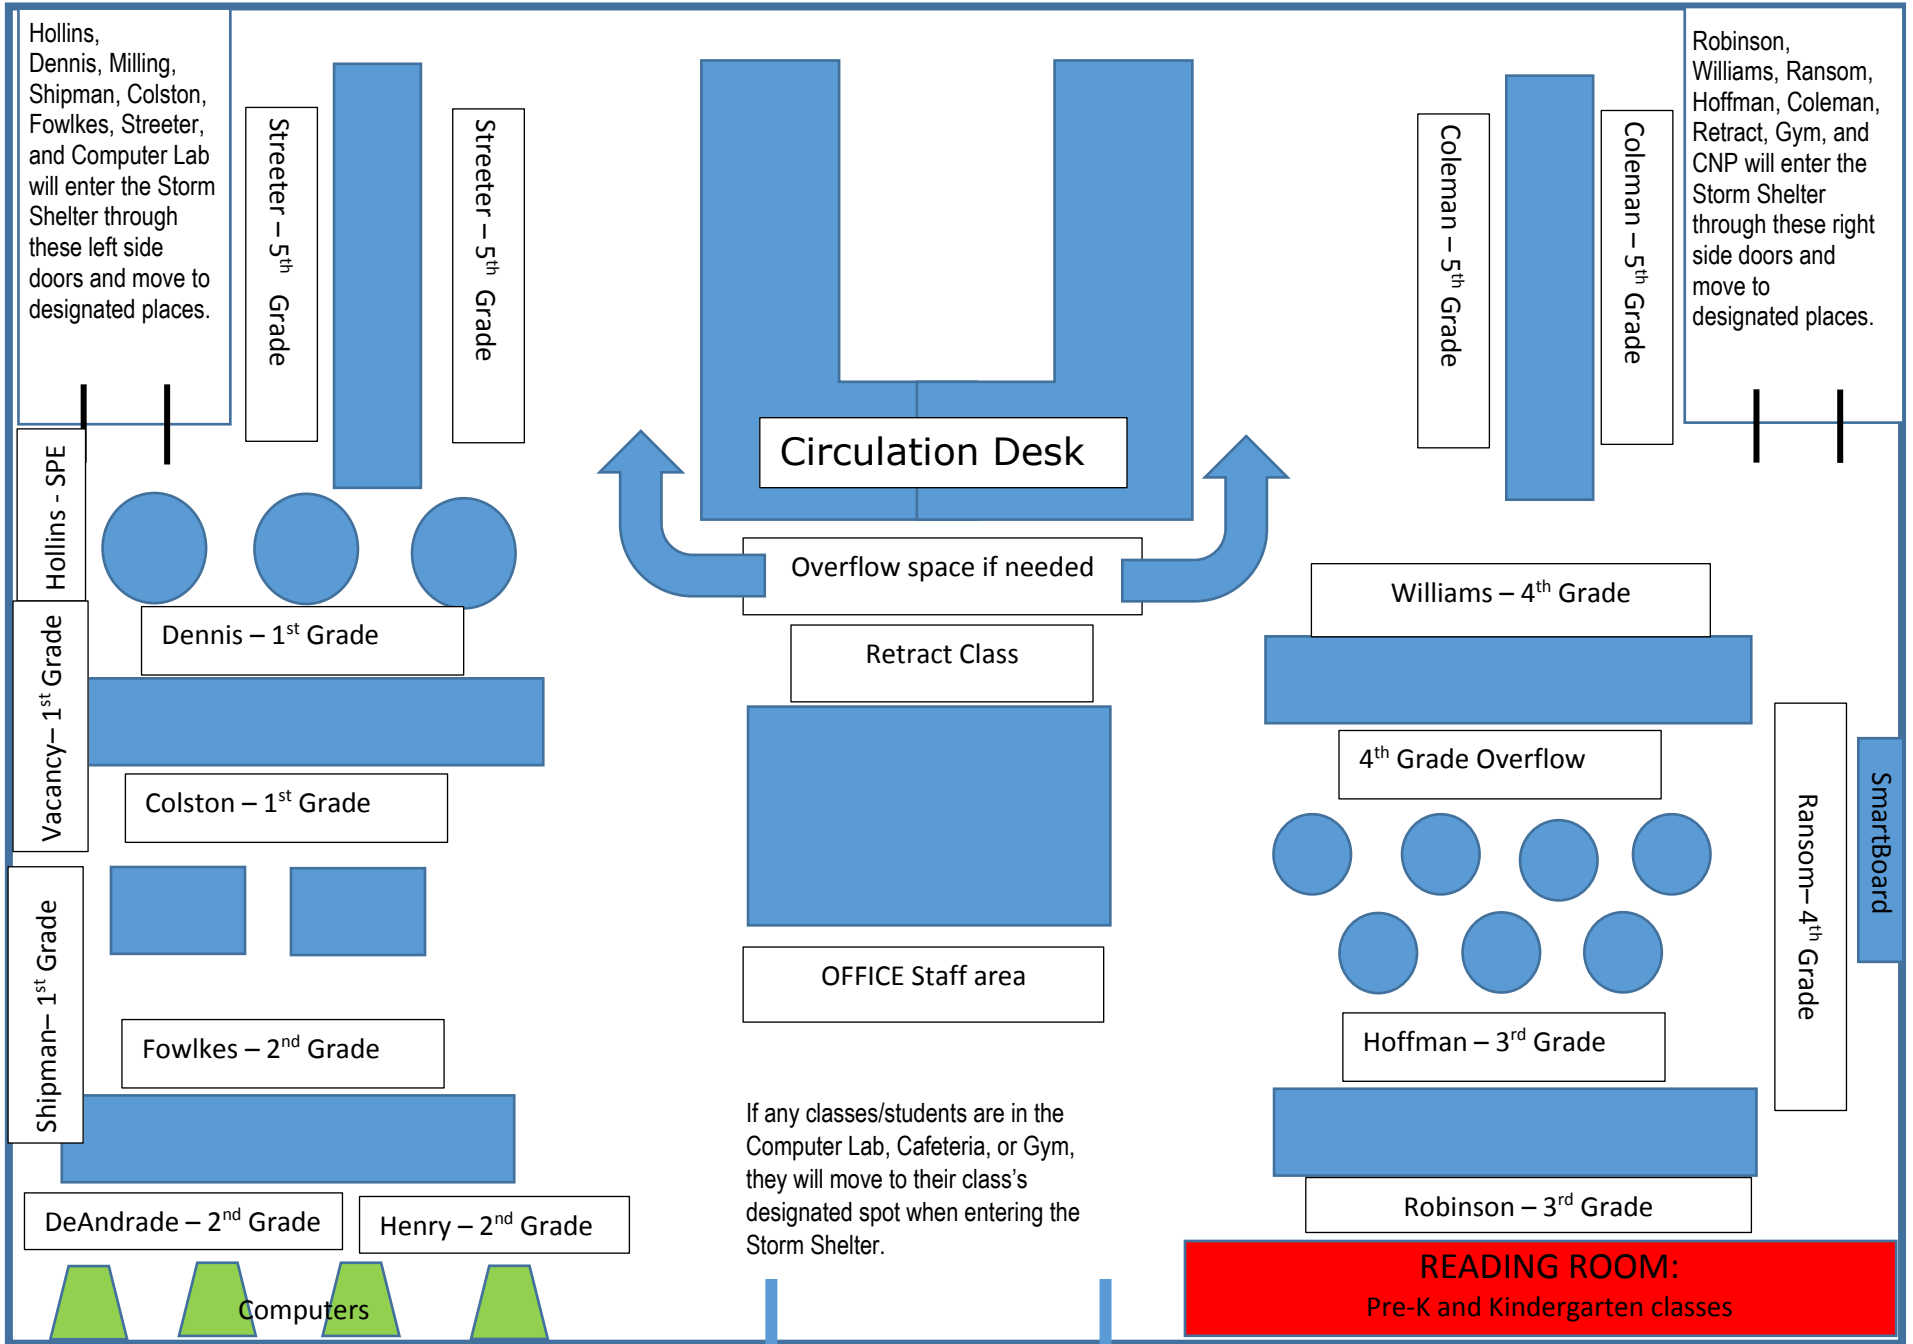 Hollins,
Dennis, Milling,
Shipman, Colston,
Fowlkes, Streeter,
and Computer Lab
will enter the Storm
Shelter through
these left side
doors and move to
designated places.
Streeter – 5th Grade
Streeter – 5th Grade
Circulation Desk
Coleman – 5th Grade
Coleman – 5th Grade
Robinson,
Williams, Ransom,
Hoffman, Coleman,
Retract, Gym, and
CNP will enter the
Storm Shelter
through these right
side doors and
move to
designated places.
Hollins - SPE
Overflow space if needed
Williams – 4th Grade
Dennis – 1st Grade
Retract Class
Vacancy– 1st Grade
4th Grade Overflow
Colston – 1st Grade
Ransom– 4th Grade
SmartBoard
Shipman– 1st Grade
OFFICE Staff area
Fowlkes – 2nd Grade
Hoffman – 3rd Grade
If any classes/students are in the
Computer Lab, Cafeteria, or Gym,
they will move to their class’s
designated spot when entering the
Storm Shelter.
DeAndrade – 2nd Grade
Henry – 2nd Grade
Robinson – 3rd Grade
Computers
READING ROOM:
Pre-K and Kindergarten classes